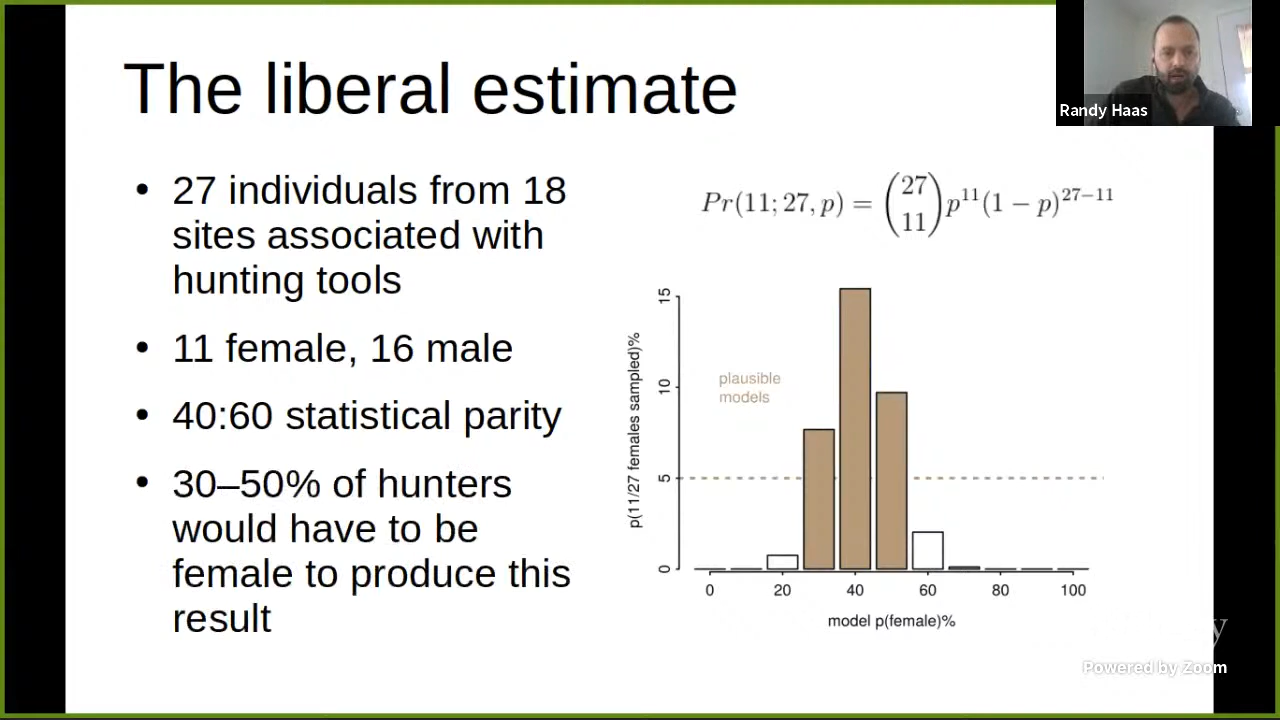 The liberal estimate
Randy Haas
• 27 individuals from 18
sites associated with
hunting tools
• 11 female, 16 male
• 40:60 statistical parity
• 30–50% of hunters
would have to be
female to produce this
result
Pr(11; 27, p) = (27 11) p^11 (1 − p)^27−11
p(11/27 females sampled)%
15
10
5
0
plausible
models
0 20 40 60 80 100
model p(female)%
y
Powered by Zoom